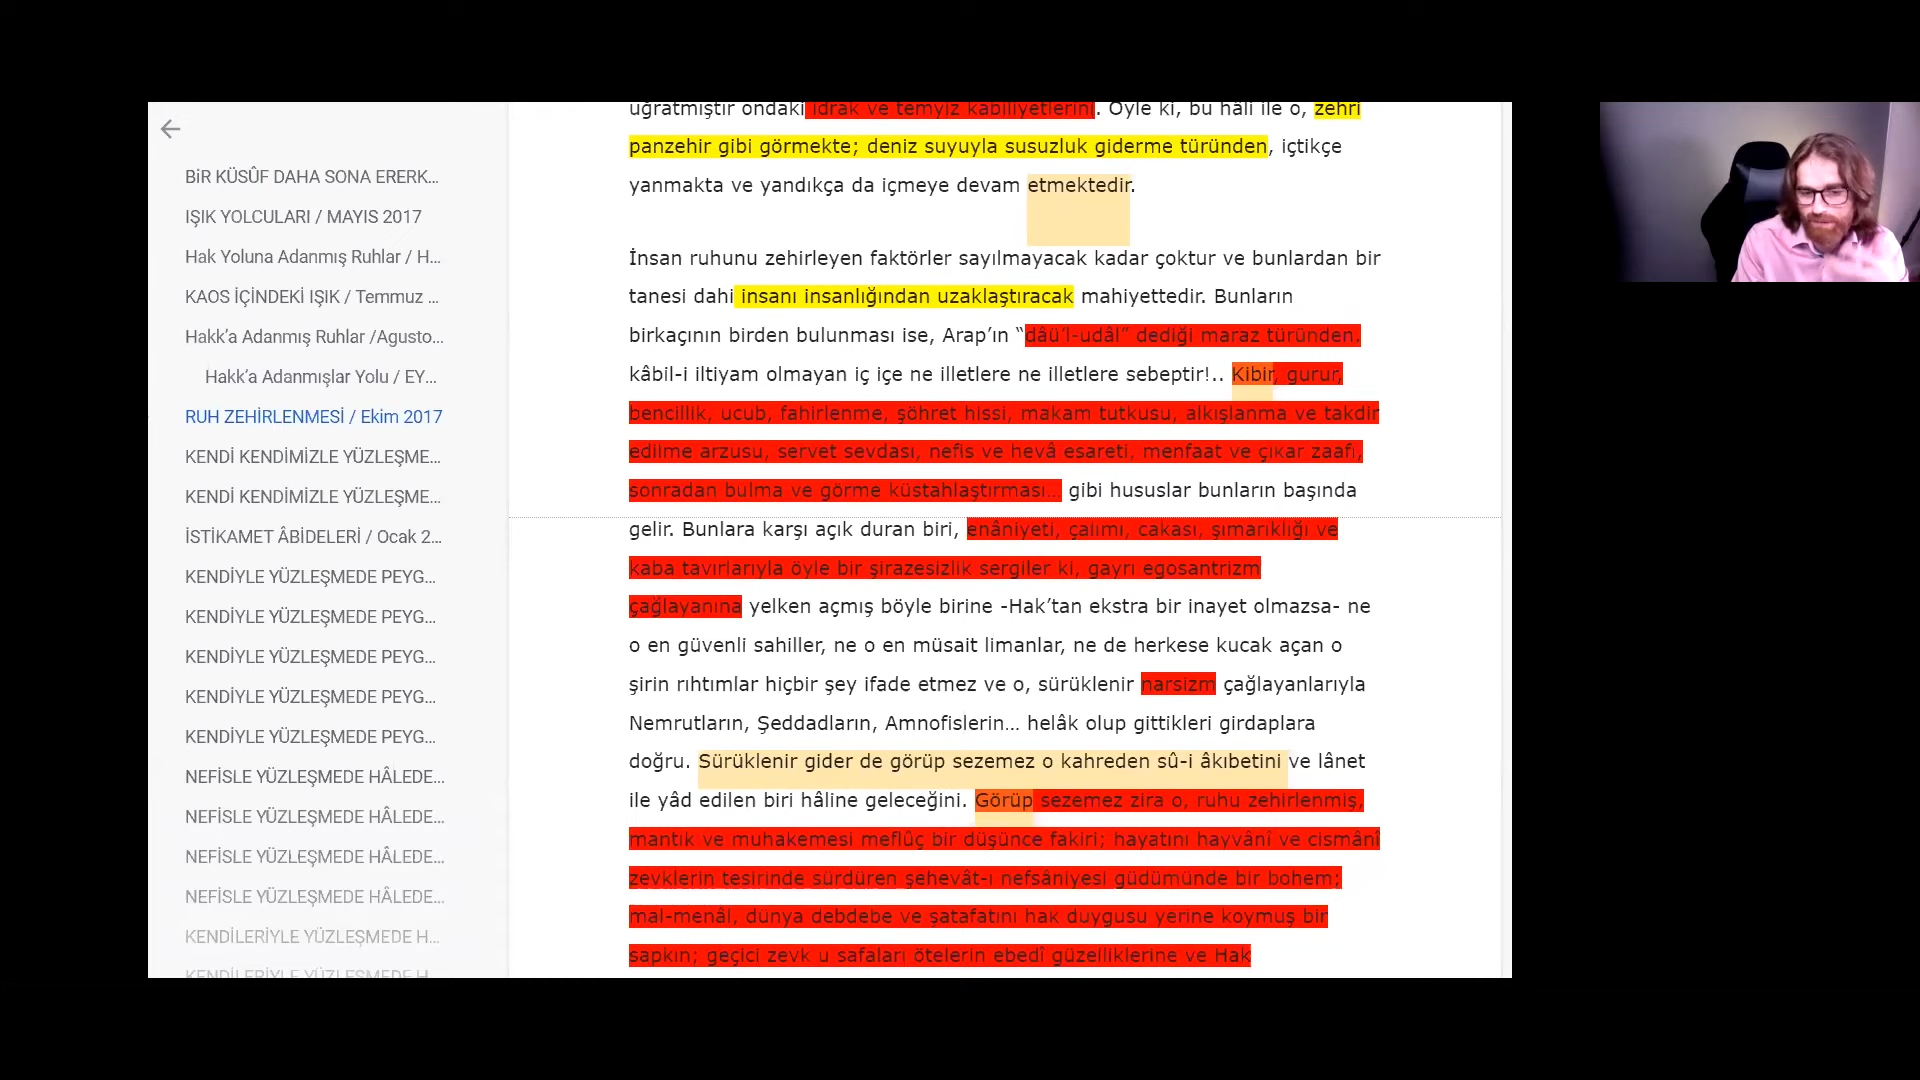 BİR KÜSÛF DAHA SONA ERERK...
IŞIK YOLCULARI / MAYIS 2017
Hak Yoluna Adanmış Ruhlar / H...
KAOS İÇİNDEKİ IŞIK / Temmuz ...
Hakk’a Adanmış Ruhlar /Agusto...
Hakk’a Adanmışlar Yolu / EY...
RUH ZEHİRLENMESİ / Ekim 2017
KENDİ KENDİMİZLE YÜZLEŞME...
KENDİ KENDİMİZLE YÜZLEŞME...
İSTİKAMET ÂBİDELERİ / Ocak 2...
KENDİYLE YÜZLEŞMEDE PEYG...
KENDİYLE YÜZLEŞMEDE PEYG...
KENDİYLE YÜZLEŞMEDE PEYG...
KENDİYLE YÜZLEŞMEDE PEYG...
KENDİYLE YÜZLEŞMEDE PEYG...
NEFİSLE YÜZLEŞMEDE HÂLEDE...
NEFİSLE YÜZLEŞMEDE HÂLEDE...
NEFİSLE YÜZLEŞMEDE HÂLEDE...
NEFİSLE YÜZLEŞMEDE HÂLEDE...
KENDİLERİYLE YÜZLEŞMEDE H...
KENDİLERİYLE YÜZLEŞMEDE H...
uğratmıştır ondaki idrak ve temyiz kabiliyetlerini. Öyle ki, bu hâli ile o, zehri
panzehir gibi görmekte; deniz suyuyla susuzluk giderme türünden, içtikçe
yanmakta ve yandıkça da içmeye devam etmektedir.
İnsan ruhunu zehirleyen faktörler sayılmayacak kadar çoktur ve bunlardan bir
tanesi dahi insanı insanlığından uzaklaştıracak mahiyettedir. Bunların
birkaçının birden bulunması ise, Arap’ın “dâü’l-udâl” dediği maraz türünden,
kâbil-i iltiyam olmayan iç içe ne illetlere ne illetlere sebeptir!.. Kibir, gurur,
bencillik, ucub, fahirlenme, şöhret hissi, makam tutkusu, alkışlanma ve takdir
edilme arzusu, servet sevdası, nefis ve hevâ esareti, menfaat ve çıkar zaafı,
sonradan bulma ve görme küstahlaştırması... gibi hususlar bunların başında
gelir. Bunlara karşı açık duran biri, enâniyeti, çalımı, cakası, şımarıklığı ve
kaba tavırlarıyla öyle bir şirazesizlik sergiler ki, gayrı egosantrizm
çağlayanına yelken açmış böyle birine -Hak’tan ekstra bir inayet olmazsa- ne
o en güvenli sahiller, ne o en müsait limanlar, ne de herkese kucak açan o
şirin rıhtımlar hiçbir şey ifade etmez ve o, sürüklenir narsizm çağlayanlarıyla
Nemrutların, Şeddadların, Amnofislerin... helâk olup gittikleri girdaplara
doğru. Sürüklenir gider de görüp sezemez o kahreden sû-i âkıbetini ve lânet
ile yâd edilen biri hâline geleceğini. Görüp sezemez zira o, ruhu zehirlenmiş,
mantık ve muhakemesi meflûç bir düşünce fakiri; hayatını hayvânî ve cismânî
zevklerin tesirinde sürdüren şehevât-ı nefsâniyesi güdümünde bir bohem;
mal-menâl, dünya debdebe ve şatafatını hak duygusu yerine koymuş bir
sapkın; geçici zevk u safaları ötelerin ebedî güzelliklerine ve Hak